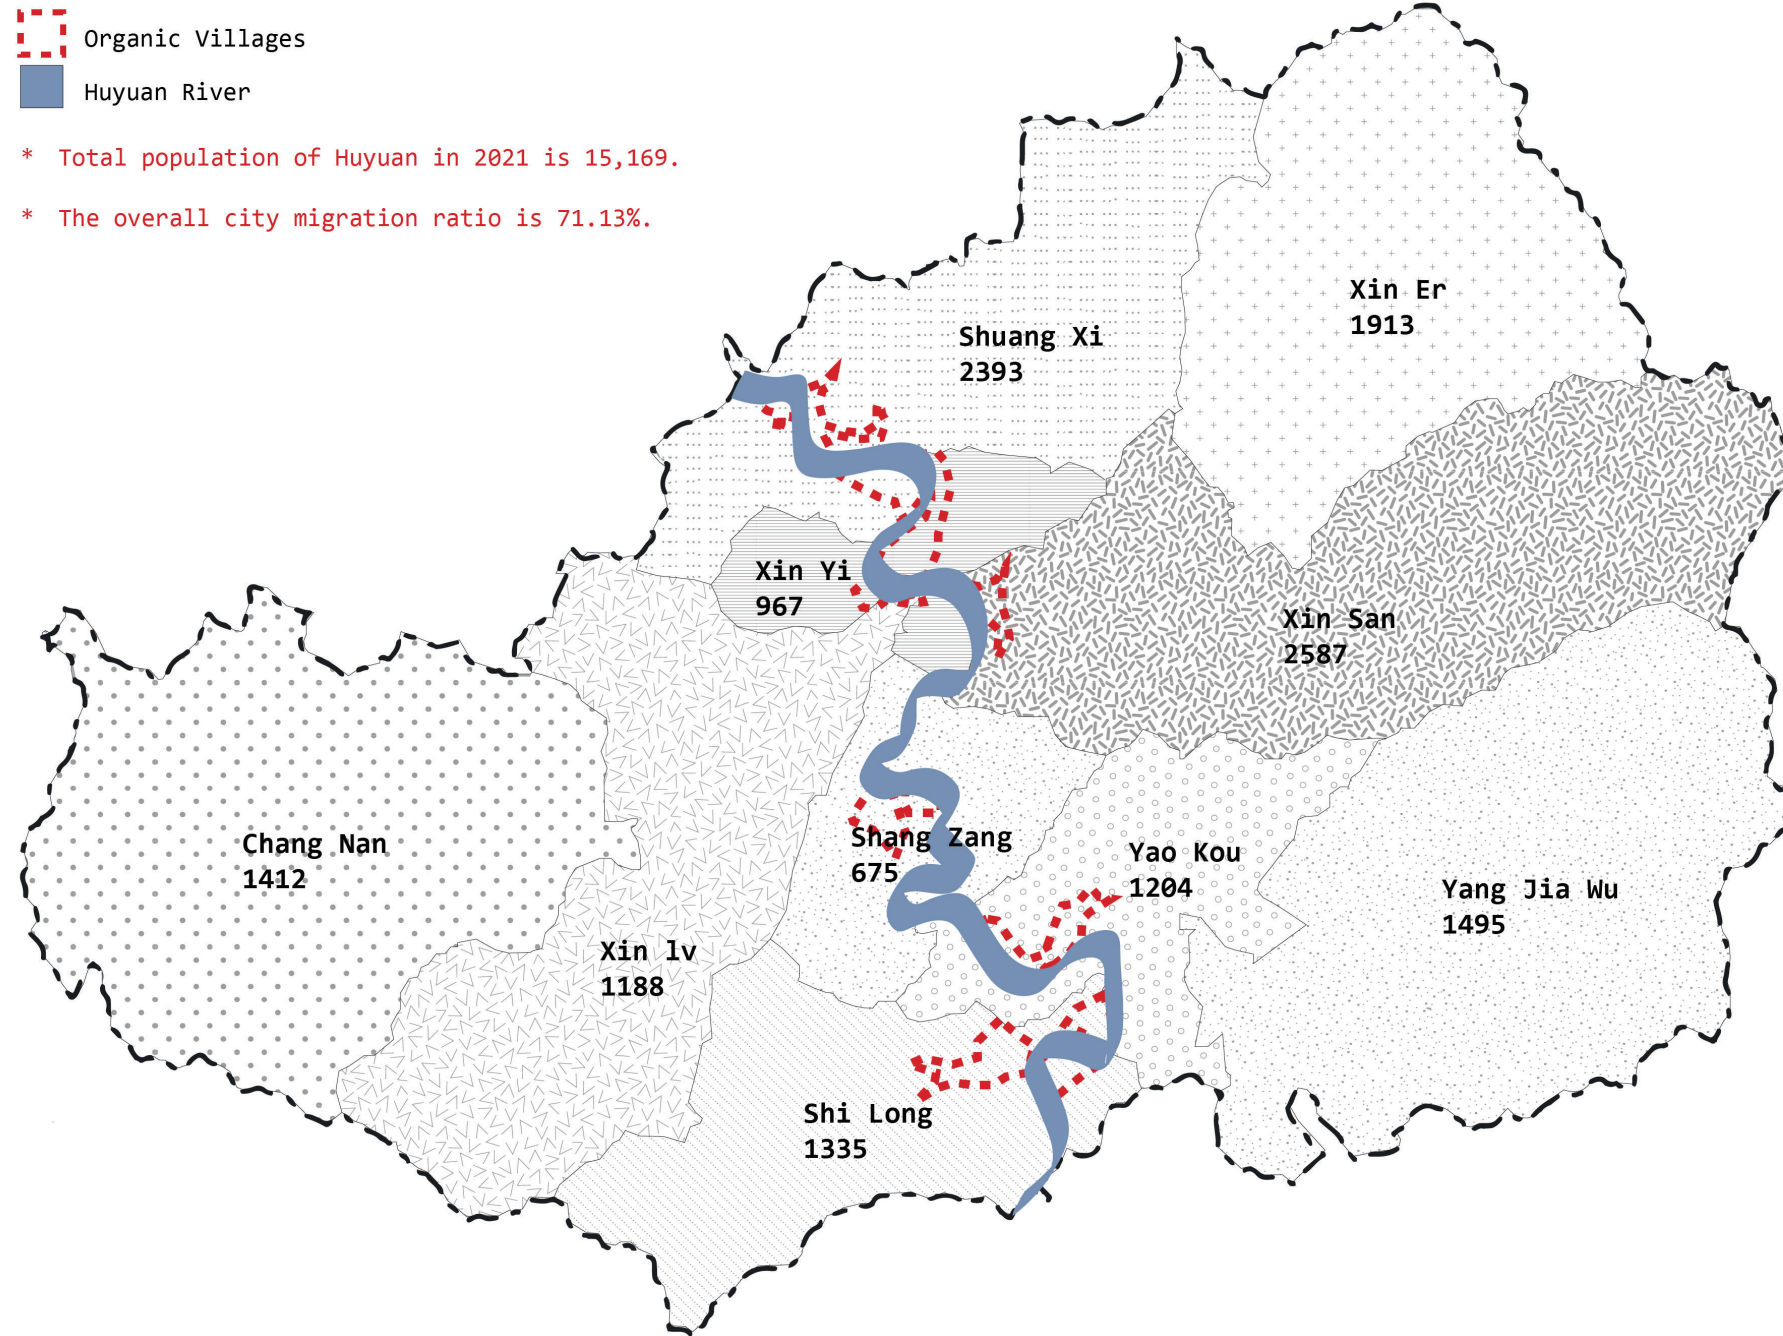 Organic Villages
Huyuan River
* Total population of Huyuan in 2021 is 15,169.
* The overall city migration ratio is 71.13%.
Xin Er
1913
Shuang Xi
2393
Xin Yi
967
Xin San
2587
Chang Nan
1412
Shang Zang
675
Yao Kou
1204
Yang Jia Wu
1495
Xin lv
1188
Shi Long
1335